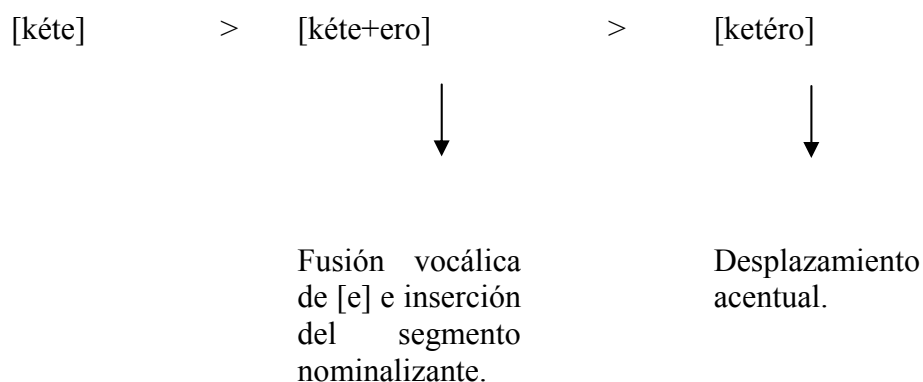 [kéte] > [kéte+ero] > [ketéro]
Fusión vocálica
de [e] e inserción
del segmento
nominalizante.
Desplazamiento
acentual.